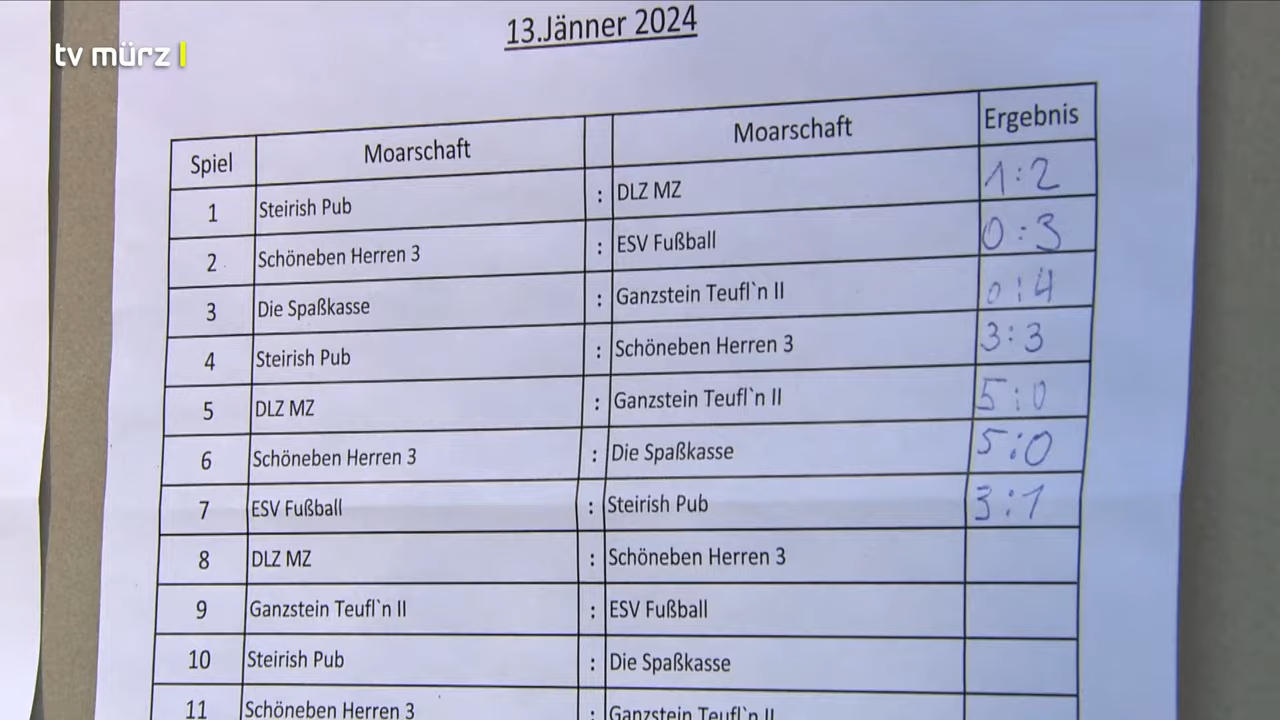 13.Jänner 2024
tv mürz
Spiel Moarschaft Moarschaft Ergebnis
1 Steirish Pub : DLZ MZ 1:2
2 Schöneben Herren 3 : ESV Fußball 0:3
3 Die Spaßkasse : Ganzstein Teufl`n II 0:4
4 Steirish Pub : Schöneben Herren 3 3:3
5 DLZ MZ : Ganzstein Teufl`n II 5:0
6 Schöneben Herren 3 : Die Spaßkasse 5:0
7 ESV Fußball : Steirish Pub 3:1
8 DLZ MZ : Schöneben Herren 3
9 Ganzstein Teufl`n II : ESV Fußball
10 Steirish Pub : Die Spaßkasse
11 Schöneben Herren 3 : Ganzstein Teufl`n II